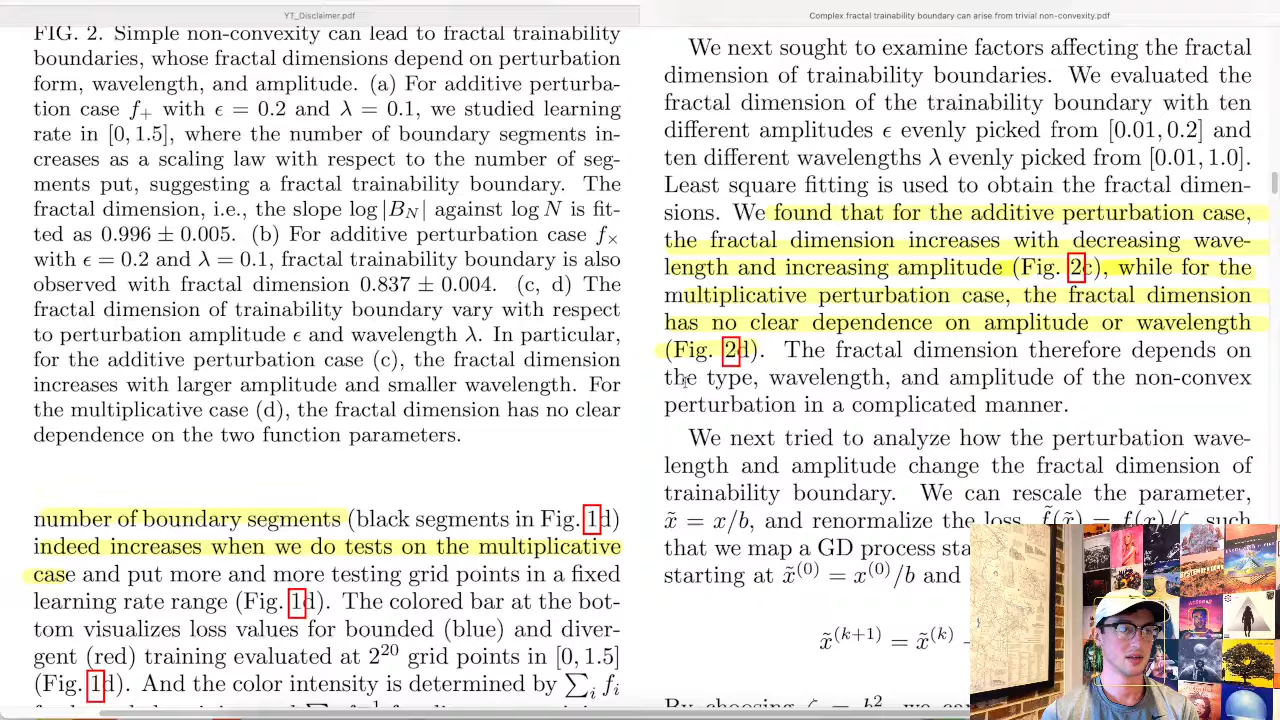 YT_Disclaimer.pdf
Complex fractal trainability boundary can arise from trivial non-convexity.pdf
FIG. 2. Simple non-convexity can lead to fractal trainability
boundaries, whose fractal dimensions depend on perturbation
form, wavelength, and amplitude. (a) For additive perturba-
tion case f₊ with ϵ = 0.2 and λ = 0.1, we studied learning
rate in [0, 1.5], where the number of boundary segments in-
creases as a scaling law with respect to the number of seg-
ments put, suggesting a fractal trainability boundary. The
fractal dimension, i.e., the slope log |B_N| against log N is fit-
ted as 0.996 ± 0.005. (b) For additive perturbation case f_×
with ϵ = 0.2 and λ = 0.1, fractal trainability boundary is also
observed with fractal dimension 0.837 ± 0.004. (c, d) The
fractal dimension of trainability boundary vary with respect
to perturbation amplitude ϵ and wavelength λ. In particular,
for the additive perturbation case (c), the fractal dimension
increases with larger amplitude and smaller wavelength. For
the multiplicative case (d), the fractal dimension has no clear
dependence on the two function parameters.
number of boundary segments (black segments in Fig. 1d)
indeed increases when we do tests on the multiplicative
case and put more and more testing grid points in a fixed
learning rate range (Fig. 1d). The colored bar at the bot-
tom visualizes loss values for bounded (blue) and diver-
gent (red) training evaluated at 2²⁰ grid points in [0, 1.5]
(Fig. 1d). And the color intensity is determined by ∑ᵢ fᵢ
We next sought to examine factors affecting the fractal
dimension of trainability boundaries. We evaluated the
fractal dimension of the trainability boundary with ten
different amplitudes ϵ evenly picked from [0.01, 0.2] and
ten different wavelengths λ evenly picked from [0.01, 1.0].
Least square fitting is used to obtain the fractal dimen-
sions. We found that for the additive perturbation case,
the fractal dimension increases with decreasing wave-
length and increasing amplitude (Fig. 2c), while for the
multiplicative perturbation case, the fractal dimension
has no clear dependence on amplitude or wavelength
(Fig. 2d). The fractal dimension therefore depends on
the type, wavelength, and amplitude of the non-convex
perturbation in a complicated manner.
We next tried to analyze how the perturbation wave-
length and amplitude change the fractal dimension of
trainability boundary. We can rescale the parameter,
x̃ = x/b, and renormalize the loss, f̃(x̃) = f(x)/ζ, such
that we map a GD process sta
starting at x̃⁽⁰⁾ = x⁽⁰⁾/b and
x̃⁽ᵏ⁺¹⁾ = x̃⁽ᵏ⁾ −
By choosing ζ = b², we can